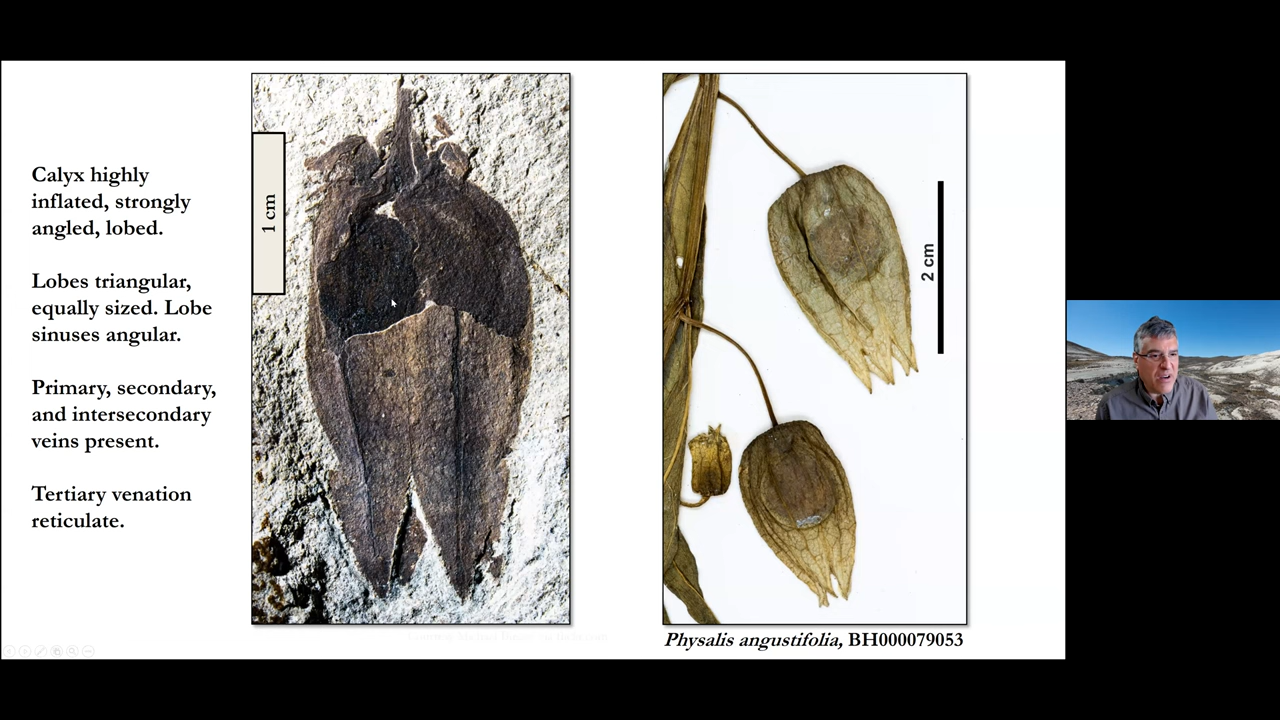 Calyx highly
inflated, strongly
angled, lobed.
Lobes triangular,
equally sized. Lobe
sinuses angular.
Primary, secondary,
and intersecondary
veins present.
Tertiary venation
reticulate.
1 cm
2 cm
Physalis angustifolia, BH000079053